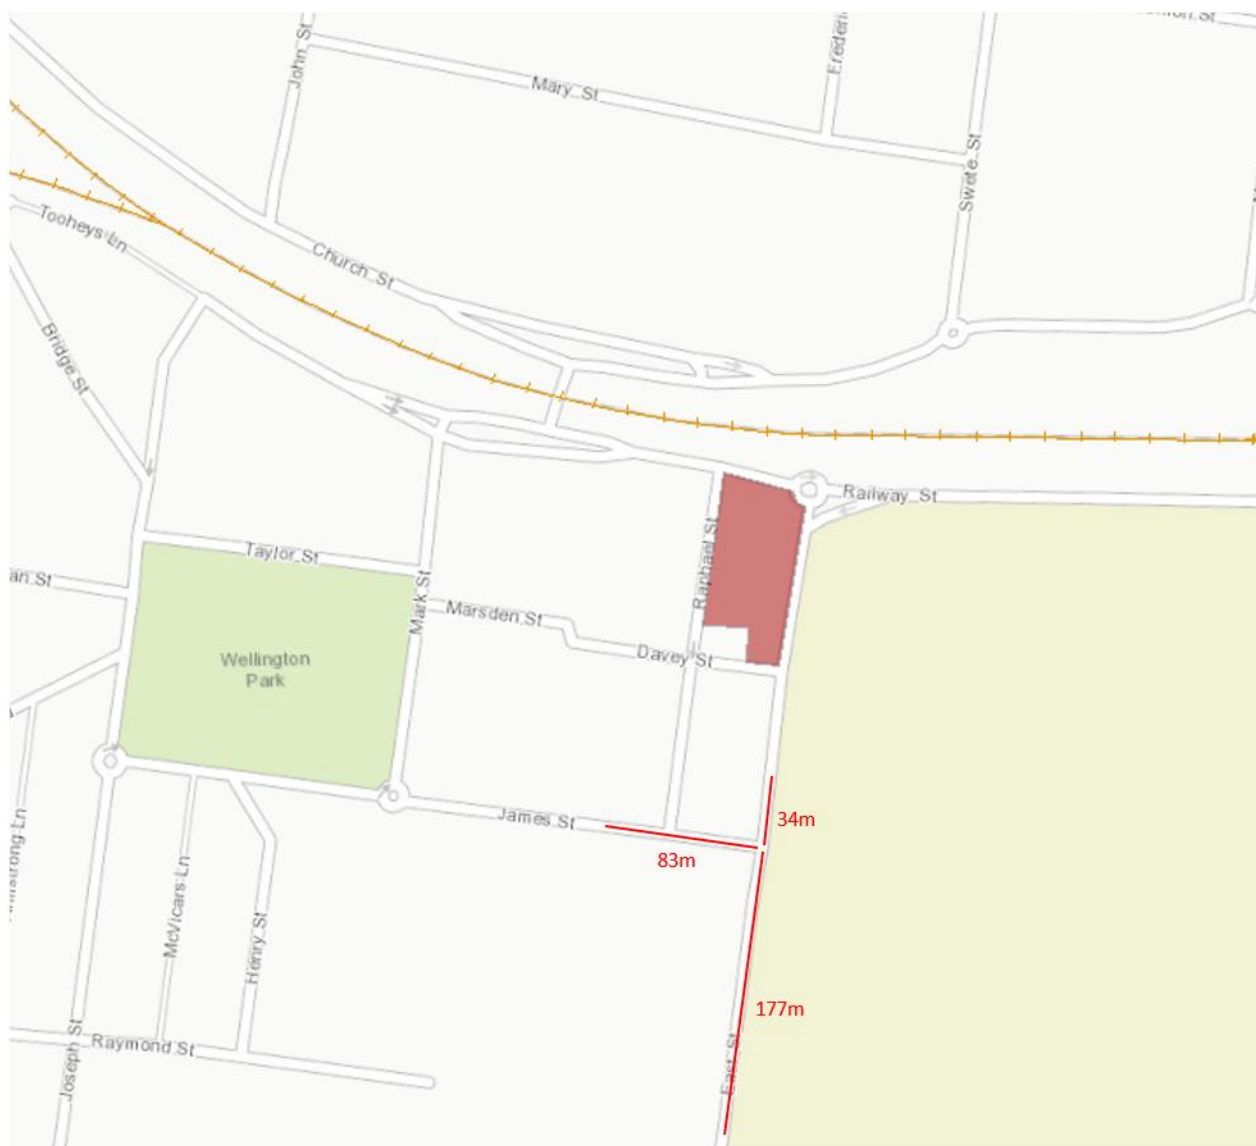 John St
Mary St
Swete St
Tooheys Ln
Church St
Bridge St
Railway St
Taylor St
Raphael St
an St
Mark St
Marsden St
Davey St
Wellington
Park
James St
34m
83m
McVicars Ln
Henry St
177m
East St
Joseph St
Raymond St